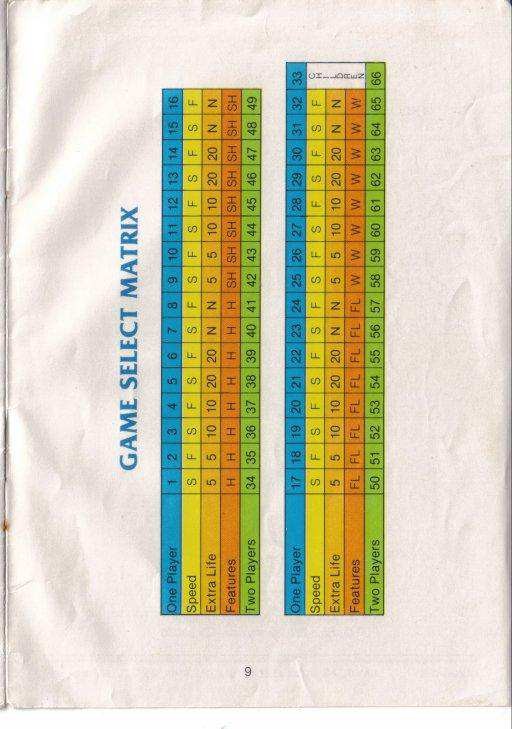 GAME SELECT MATRIX
One Player 1 2 3 4 5 6 7 8 9 10 11 12 13 14 15 16
Speed S F S F S F S F S F S F S F S F
Extra Life 5 5 10 10 20 20 N N 5 5 10 10 20 20 N N
Features H H H H H H H H SH SH SH SH SH SH SH SH
Two Players 34 35 36 37 38 39 40 41 42 43 44 45 46 47 48 49
One Player 17 18 19 20 21 22 23 24 25 26 27 28 29 30 31 32 33
Speed S F S F S F S F S F S F S F S F
Extra Life 5 5 10 10 20 20 N N 5 5 10 10 20 20 N N
Features FL FL FL FL FL FL FL FL W W W W W W W W
CHILDREN
Two Players 50 51 52 53 54 55 56 57 58 59 60 61 62 63 64 65 66
9